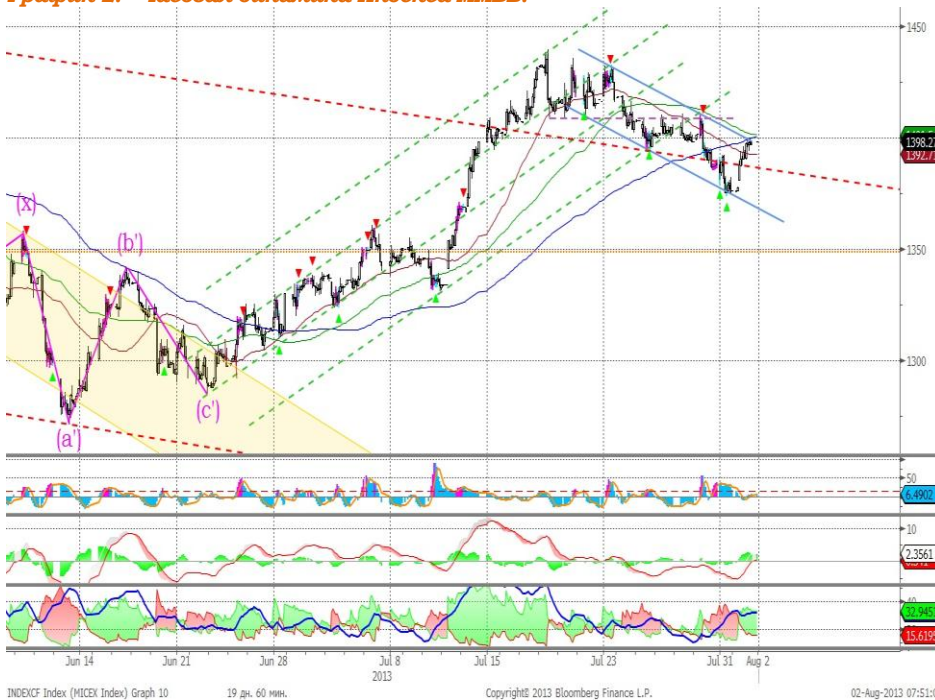 1450
1398.27
1392.7
(x)
(b')
1350
1300
(c')
(a')
50
6.4902
10
2.3561
32.945
15.6195
Jun 14 Jun 21 Jun 28 Jul 8 Jul 15 Jul 23 Jul 31 Aug 2
2013
INDEXCF Index (MICEX Index) Graph 10 19 дн. 60 мин. Copyright© 2013 Bloomberg Finance L.P. 02-Aug-2013 07:51: